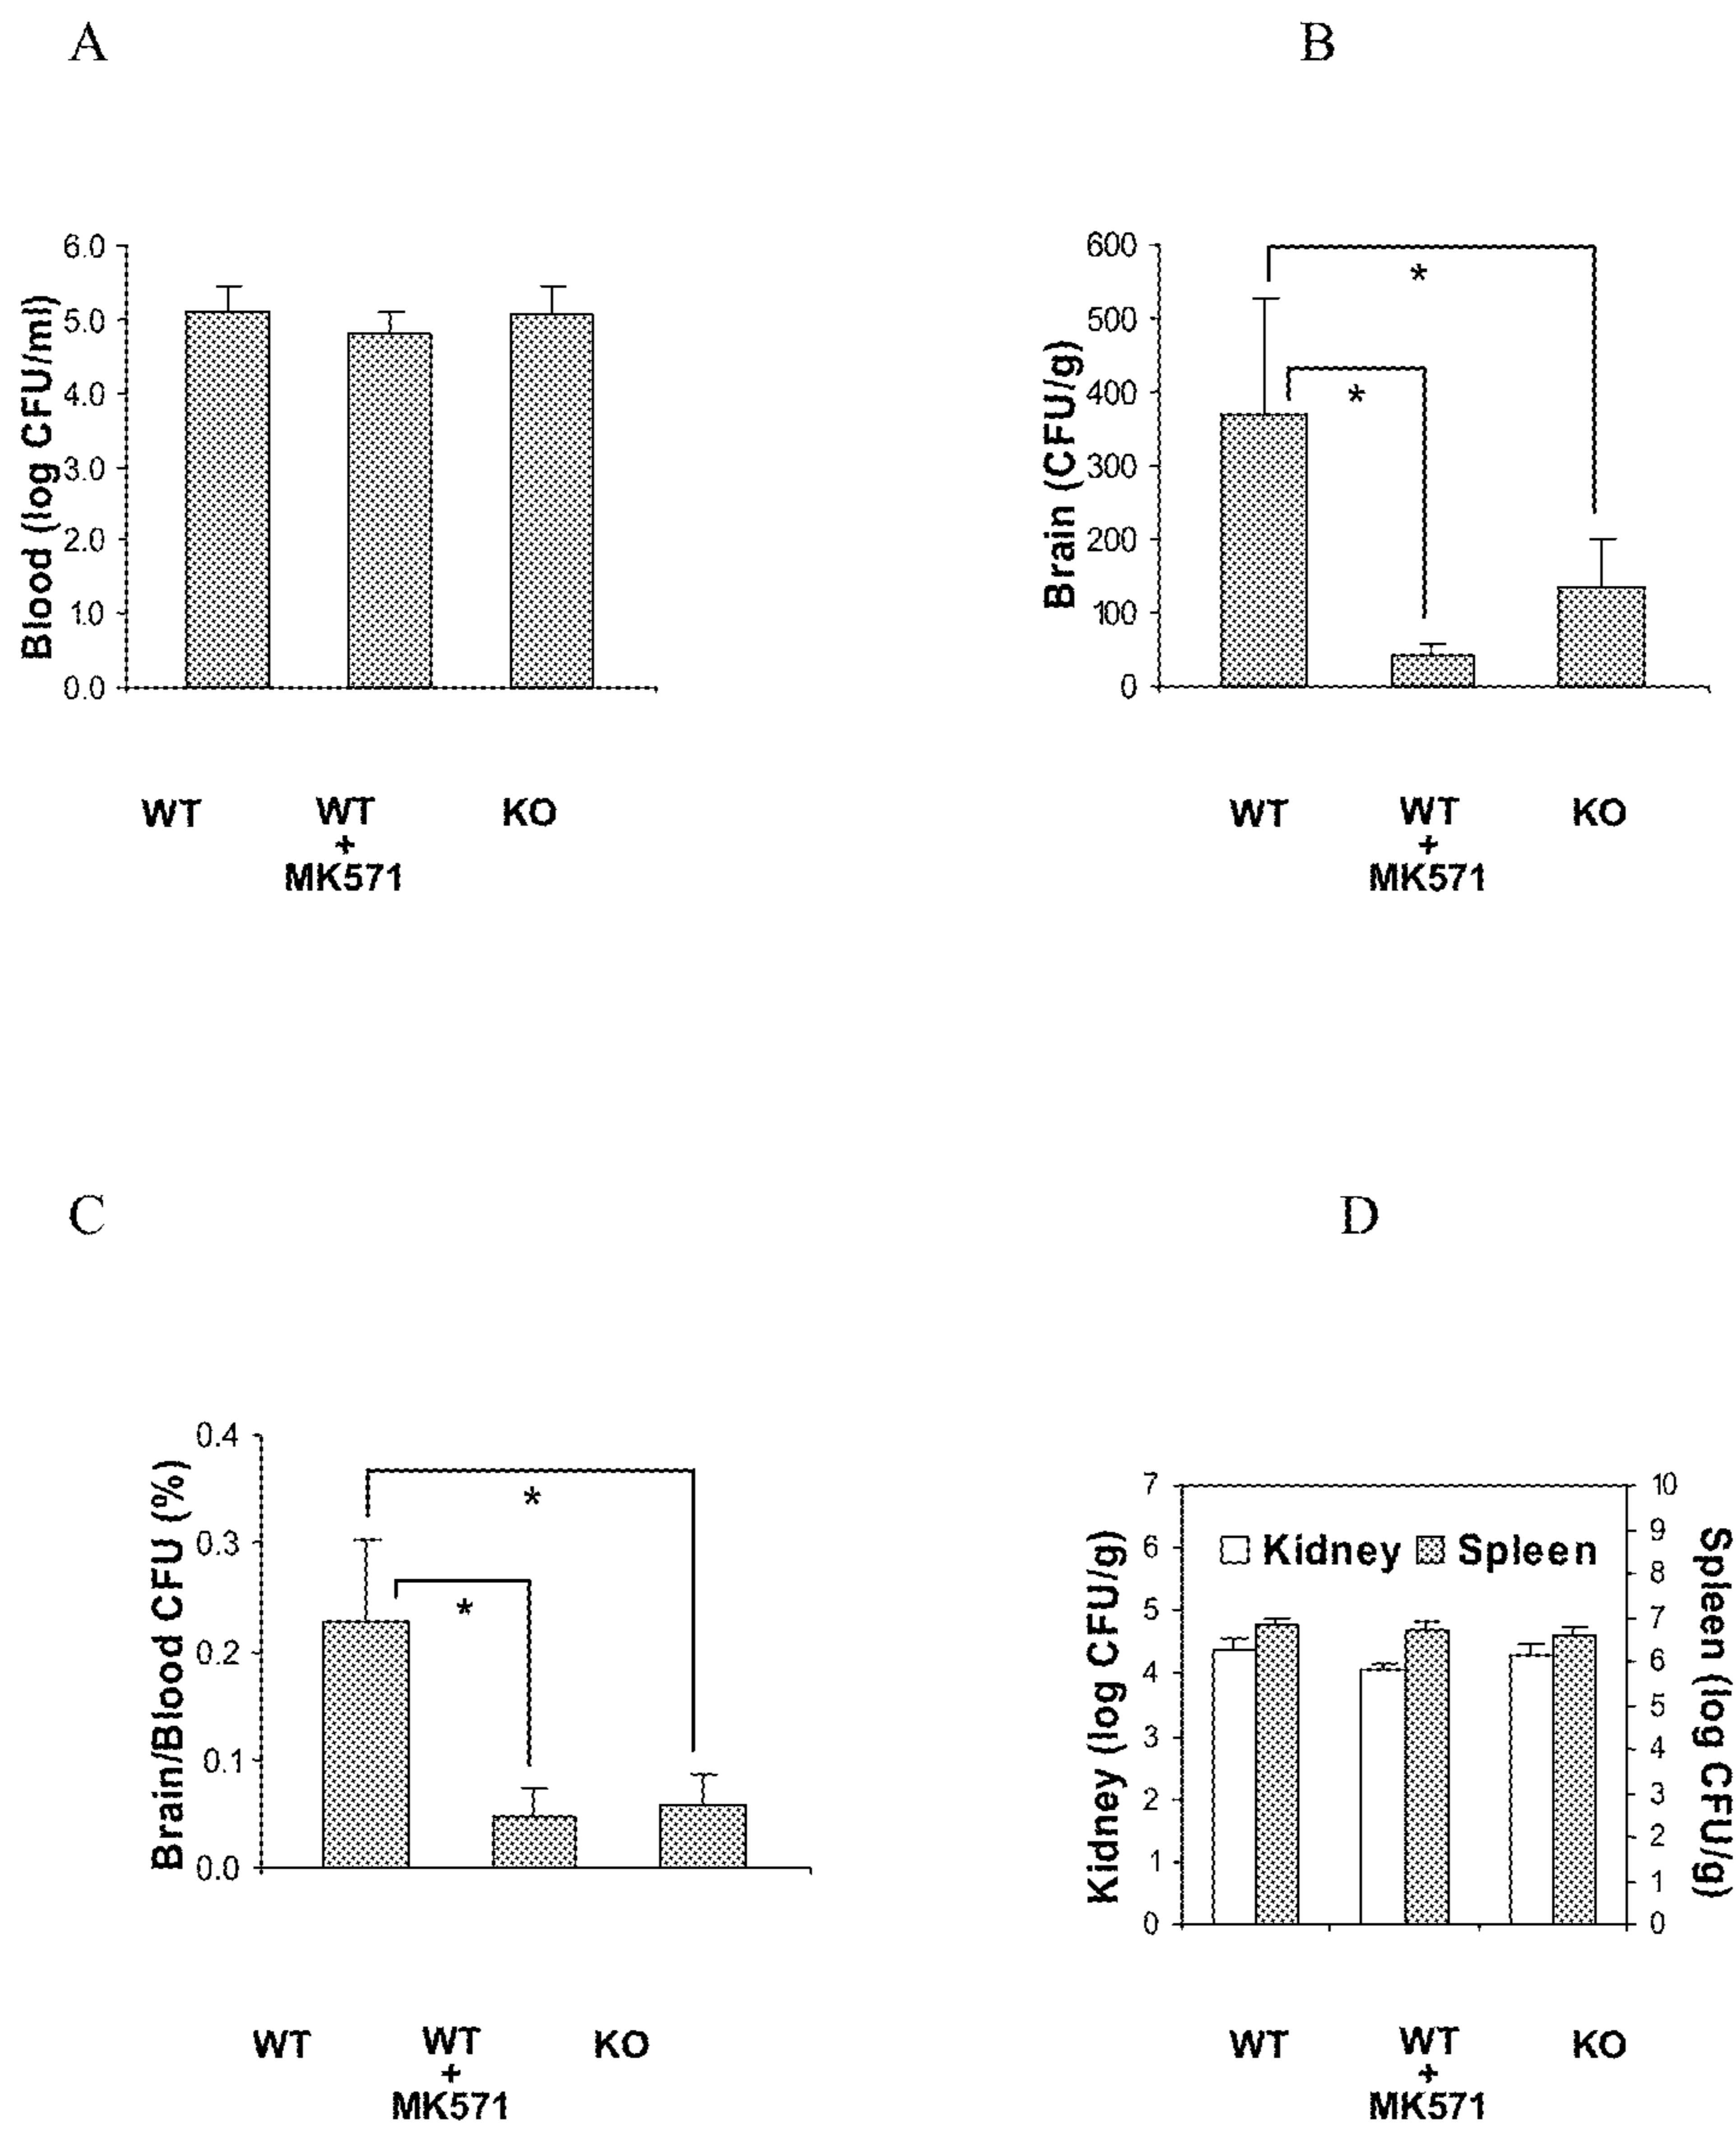 A
Blood (log CFU/ml)
6.0
5.0
4.0
3.0
2.0
1.0
0.0
WT
WT
+
MK571
KO
B
Brain (CFU/g)
600
500
400
300
200
100
0
*
*
WT
WT
+
MK571
KO
C
Brain/Blood CFU (%)
0.4
0.3
0.2
0.1
0.0
*
*
WT
WT
+
MK571
KO
D
Kidney (log CFU/g)
7
6
5
4
3
2
1
0
Kidney Spleen
10
9
8
7
6
5
4
3
2
1
0
Spleen (log CFU/g)
WT
WT
+
MK571
KO